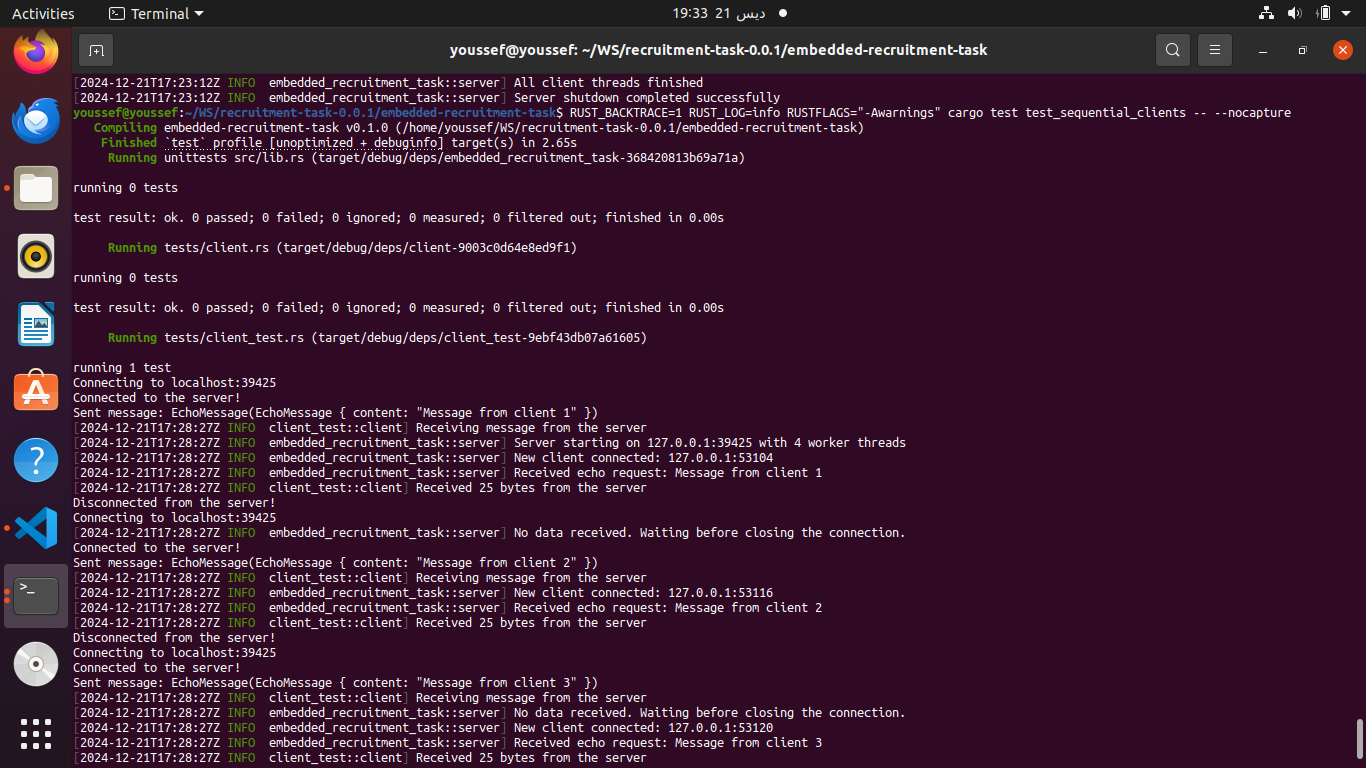 Activities
Terminal
19:33 21 ديس
youssef@youssef: ~/WS/recruitment-task-0.0.1/embedded-recruitment-task
[2024-12-21T17:23:12Z INFO  embedded_recruitment_task::server] All client threads finished
[2024-12-21T17:23:12Z INFO  embedded_recruitment_task::server] Server shutdown completed successfully
youssef@youssef:~/WS/recruitment-task-0.0.1/embedded-recruitment-task$ RUST_BACKTRACE=1 RUST_LOG=info RUSTFLAGS="-Awarnings" cargo test test_sequential_clients -- --nocapture
   Compiling embedded-recruitment-task v0.1.0 (/home/youssef/WS/recruitment-task-0.0.1/embedded-recruitment-task)
    Finished `test` profile [unoptimized + debuginfo] target(s) in 2.65s
     Running unittests src/lib.rs (target/debug/deps/embedded_recruitment_task-368420813b69a71a)
running 0 tests
test result: ok. 0 passed; 0 failed; 0 ignored; 0 measured; 0 filtered out; finished in 0.00s
     Running tests/client.rs (target/debug/deps/client-9003c0d64e8ed9f1)
running 0 tests
test result: ok. 0 passed; 0 failed; 0 ignored; 0 measured; 0 filtered out; finished in 0.00s
     Running tests/client_test.rs (target/debug/deps/client_test-9ebf43db07a61605)
running 1 test
Connecting to localhost:39425
Connected to the server!
Sent message: EchoMessage(EchoMessage { content: "Message from client 1" })
[2024-12-21T17:28:27Z INFO  client_test::client] Receiving message from the server
[2024-12-21T17:28:27Z INFO  embedded_recruitment_task::server] Server starting on 127.0.0.1:39425 with 4 worker threads
[2024-12-21T17:28:27Z INFO  embedded_recruitment_task::server] New client connected: 127.0.0.1:53104
[2024-12-21T17:28:27Z INFO  embedded_recruitment_task::server] Received echo request: Message from client 1
[2024-12-21T17:28:27Z INFO  client_test::client] Received 25 bytes from the server
Disconnected from the server!
Connecting to localhost:39425
[2024-12-21T17:28:27Z INFO  embedded_recruitment_task::server] No data received. Waiting before closing the connection.
Connected to the server!
Sent message: EchoMessage(EchoMessage { content: "Message from client 2" })
[2024-12-21T17:28:27Z INFO  client_test::client] Receiving message from the server
[2024-12-21T17:28:27Z INFO  embedded_recruitment_task::server] New client connected: 127.0.0.1:53116
[2024-12-21T17:28:27Z INFO  embedded_recruitment_task::server] Received echo request: Message from client 2
[2024-12-21T17:28:27Z INFO  client_test::client] Received 25 bytes from the server
Disconnected from the server!
Connecting to localhost:39425
Connected to the server!
Sent message: EchoMessage(EchoMessage { content: "Message from client 3" })
[2024-12-21T17:28:27Z INFO  client_test::client] Receiving message from the server
[2024-12-21T17:28:27Z INFO  embedded_recruitment_task::server] No data received. Waiting before closing the connection.
[2024-12-21T17:28:27Z INFO  embedded_recruitment_task::server] New client connected: 127.0.0.1:53120
[2024-12-21T17:28:27Z INFO  embedded_recruitment_task::server] Received echo request: Message from client 3
[2024-12-21T17:28:27Z INFO  client_test::client] Received 25 bytes from the server